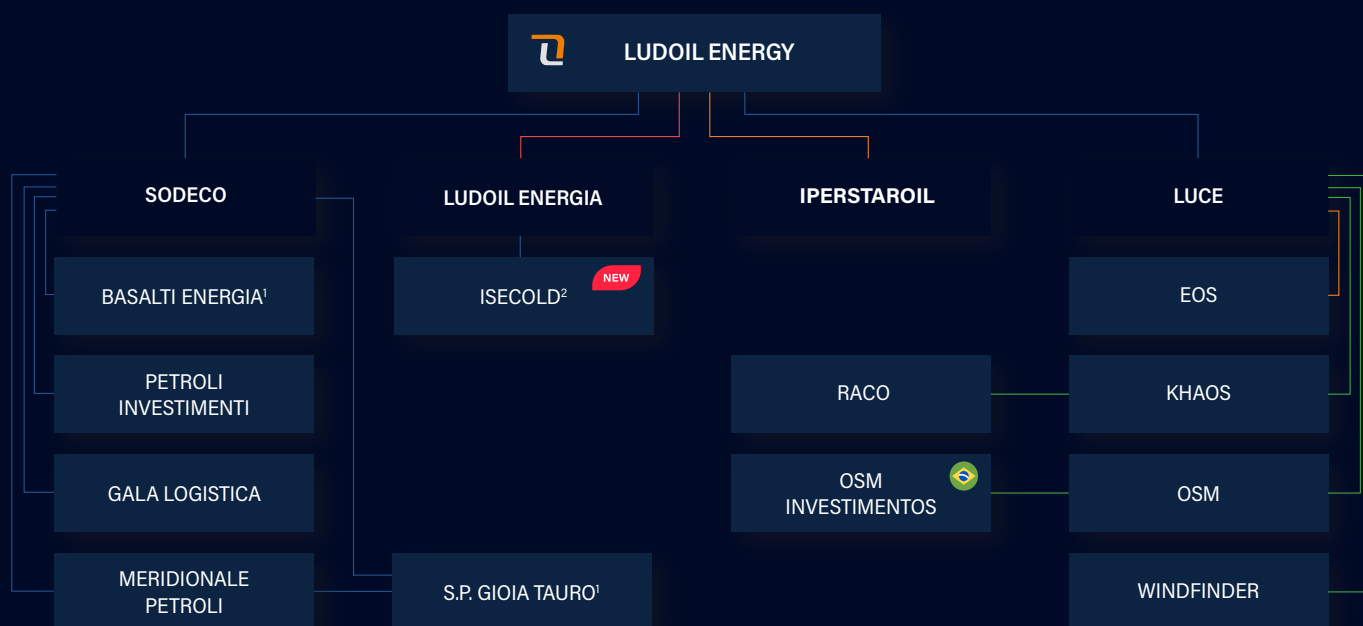 LUDOIL ENERGY
SODECO
LUDOIL ENERGIA
IPERSTAROIL
LUCE
BASALTI ENERGIA¹
ISECOLD²
NEW
EOS
PETROLI
INVESTIMENTI
RACO
KHAOS
GALA LOGISTICA
OSM
INVESTIMENTOS
OSM
MERIDIONALE
PETROLI
S.P. GIOIA TAURO¹
WINDFINDER